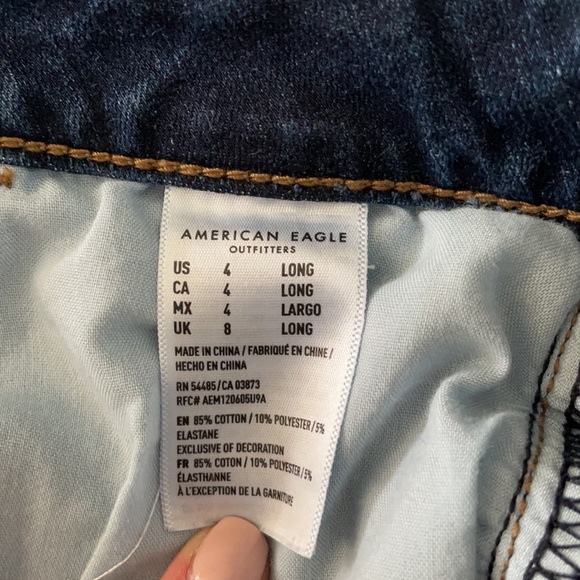 AMERICAN EAGLE
OUTFITTERS
US 4 LONG
CA 4 LONG
MX 4 LARGO
UK 8 LONG
MADE IN CHINA / FABRIQUÉ EN CHINE /
HECHO EN CHINA
RN 54485/CA 03873
RFC# AEM120605U9A
EN 85% COTTON / 10% POLYESTER / 5%
ELASTANE
EXCLUSIVE OF DECORATION
FR 85% COTON / 10% POLYESTER / 5%
ÉLASTHANNE
À L'EXCEPTION DE LA GARNITURE